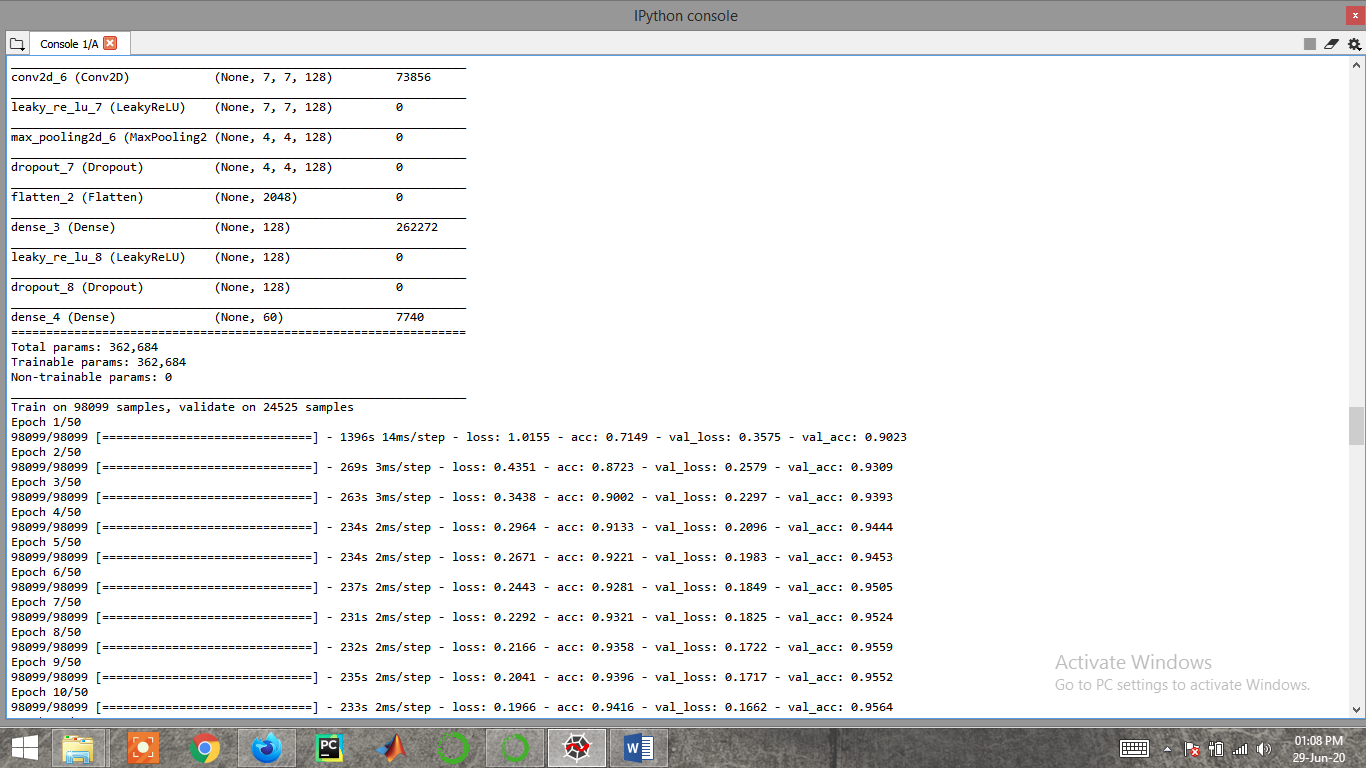 IPython console
x
Console 1/A
conv2d_6 (Conv2D) (None, 7, 7, 128) 73856
leaky_re_lu_7 (LeakyReLU) (None, 7, 7, 128) 0
max_pooling2d_6 (MaxPooling2 (None, 4, 4, 128) 0
dropout_7 (Dropout) (None, 4, 4, 128) 0
flatten_2 (Flatten) (None, 2048) 0
dense_3 (Dense) (None, 128) 262272
leaky_re_lu_8 (LeakyReLU) (None, 128) 0
dropout_8 (Dropout) (None, 128) 0
dense_4 (Dense) (None, 60) 7740
=================================================================
Total params: 362,684
Trainable params: 362,684
Non-trainable params: 0
Train on 98099 samples, validate on 24525 samples
Epoch 1/50
98099/98099 [==============================] - 1396s 14ms/step - loss: 1.0155 - acc: 0.7149 - val_loss: 0.3575 - val_acc: 0.9023
Epoch 2/50
98099/98099 [==============================] - 269s 3ms/step - loss: 0.4351 - acc: 0.8723 - val_loss: 0.2579 - val_acc: 0.9309
Epoch 3/50
98099/98099 [==============================] - 263s 3ms/step - loss: 0.3438 - acc: 0.9002 - val_loss: 0.2297 - val_acc: 0.9393
Epoch 4/50
98099/98099 [==============================] - 234s 2ms/step - loss: 0.2964 - acc: 0.9133 - val_loss: 0.2096 - val_acc: 0.9444
Epoch 5/50
98099/98099 [==============================] - 234s 2ms/step - loss: 0.2671 - acc: 0.9221 - val_loss: 0.1983 - val_acc: 0.9453
Epoch 6/50
98099/98099 [==============================] - 237s 2ms/step - loss: 0.2443 - acc: 0.9281 - val_loss: 0.1849 - val_acc: 0.9505
Epoch 7/50
98099/98099 [==============================] - 231s 2ms/step - loss: 0.2292 - acc: 0.9321 - val_loss: 0.1825 - val_acc: 0.9524
Epoch 8/50
98099/98099 [==============================] - 232s 2ms/step - loss: 0.2166 - acc: 0.9358 - val_loss: 0.1722 - val_acc: 0.9559
Epoch 9/50
98099/98099 [==============================] - 235s 2ms/step - loss: 0.2041 - acc: 0.9396 - val_loss: 0.1717 - val_acc: 0.9552
Epoch 10/50
98099/98099 [==============================] - 233s 2ms/step - loss: 0.1966 - acc: 0.9416 - val_loss: 0.1662 - val_acc: 0.9564
Activate Windows
Go to PC settings to activate Windows.
PC
W
01:08 PM
29-Jun-20